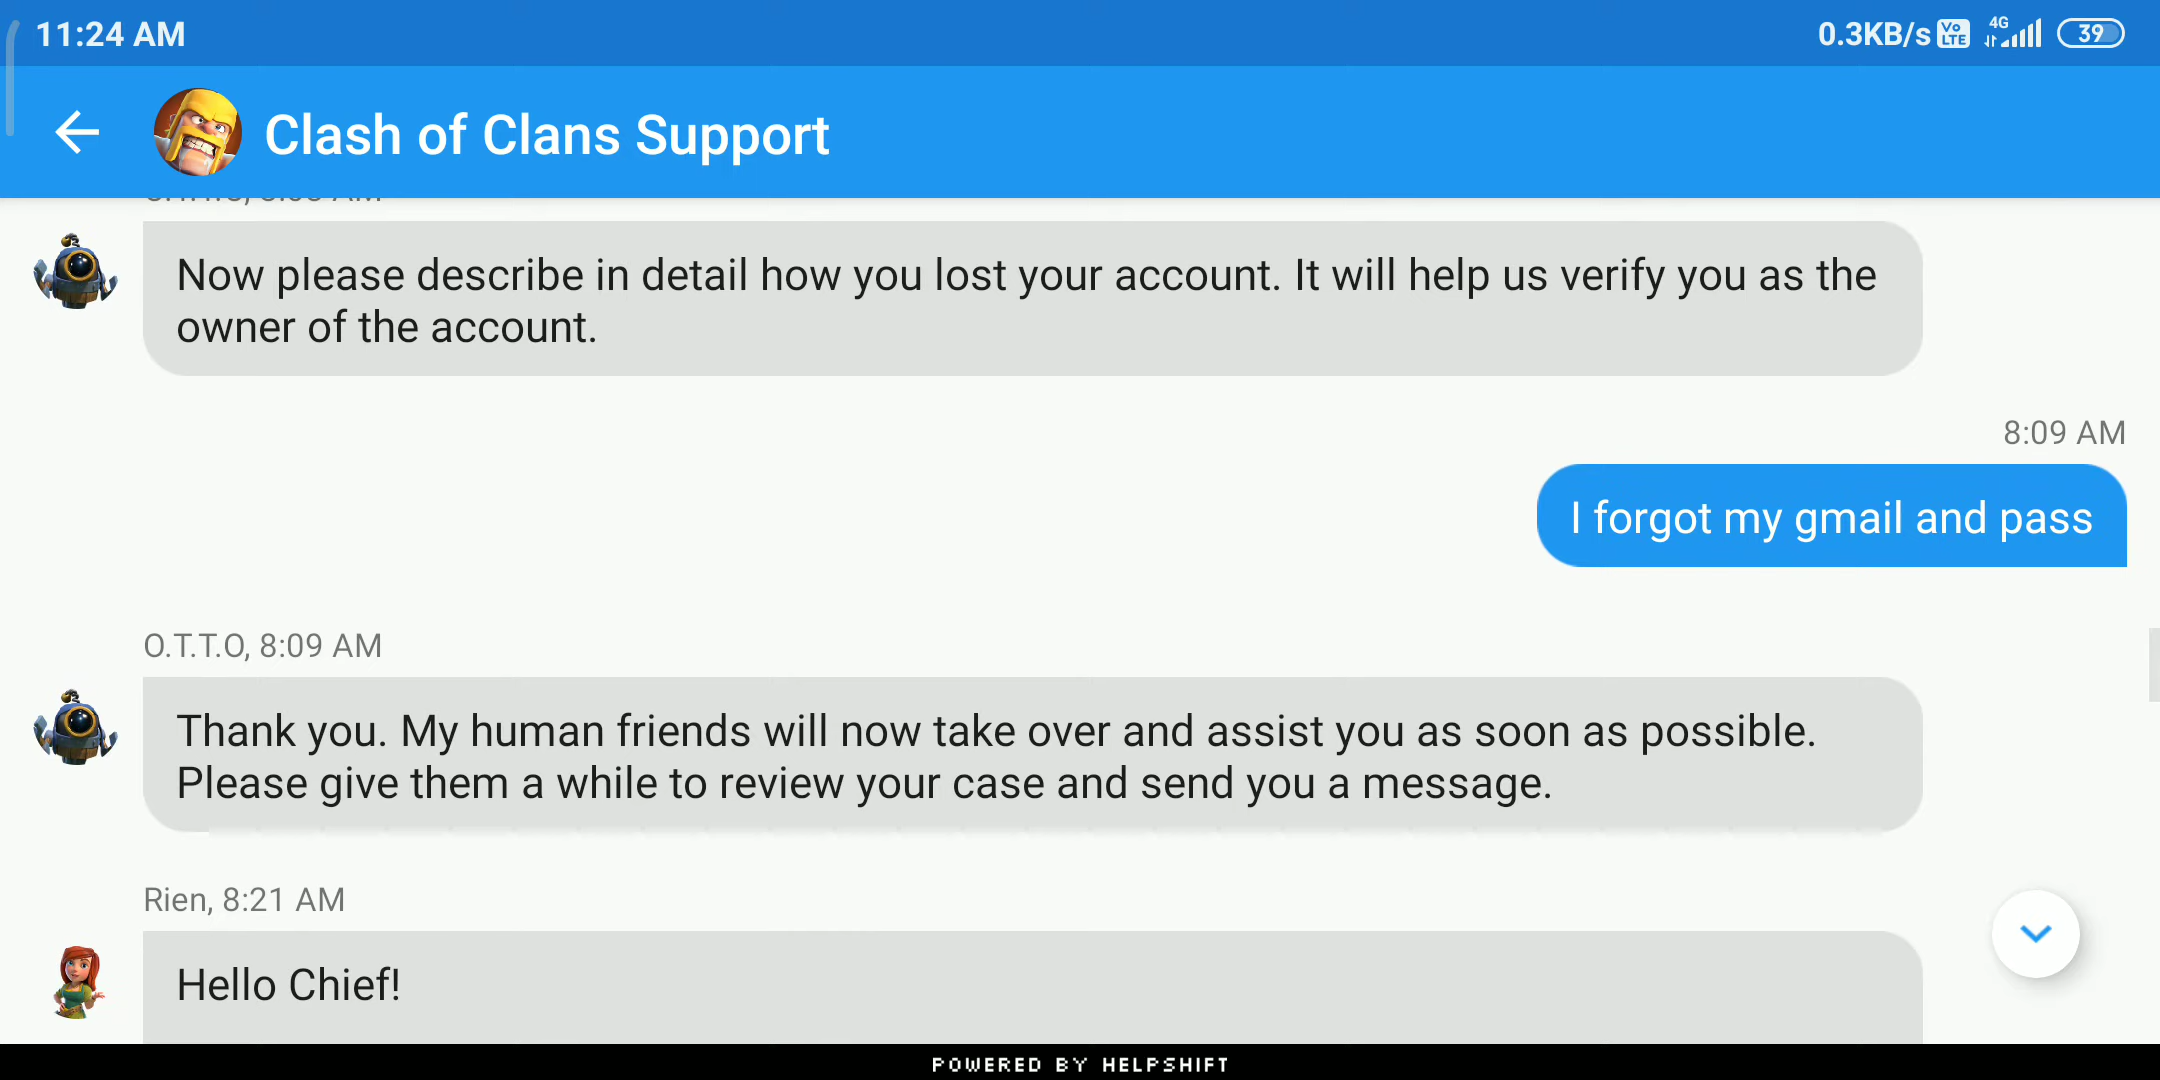 11:24 AM
0.3KB/s Vo LTE 4G 39
Clash of Clans Support
Now please describe in detail how you lost your account. It will help us verify you as the
owner of the account.
8:09 AM
I forgot my gmail and pass
O.T.T.O, 8:09 AM
Thank you. My human friends will now take over and assist you as soon as possible.
Please give them a while to review your case and send you a message.
Rien, 8:21 AM
Hello Chief!
POWERED BY HELPSHIFT